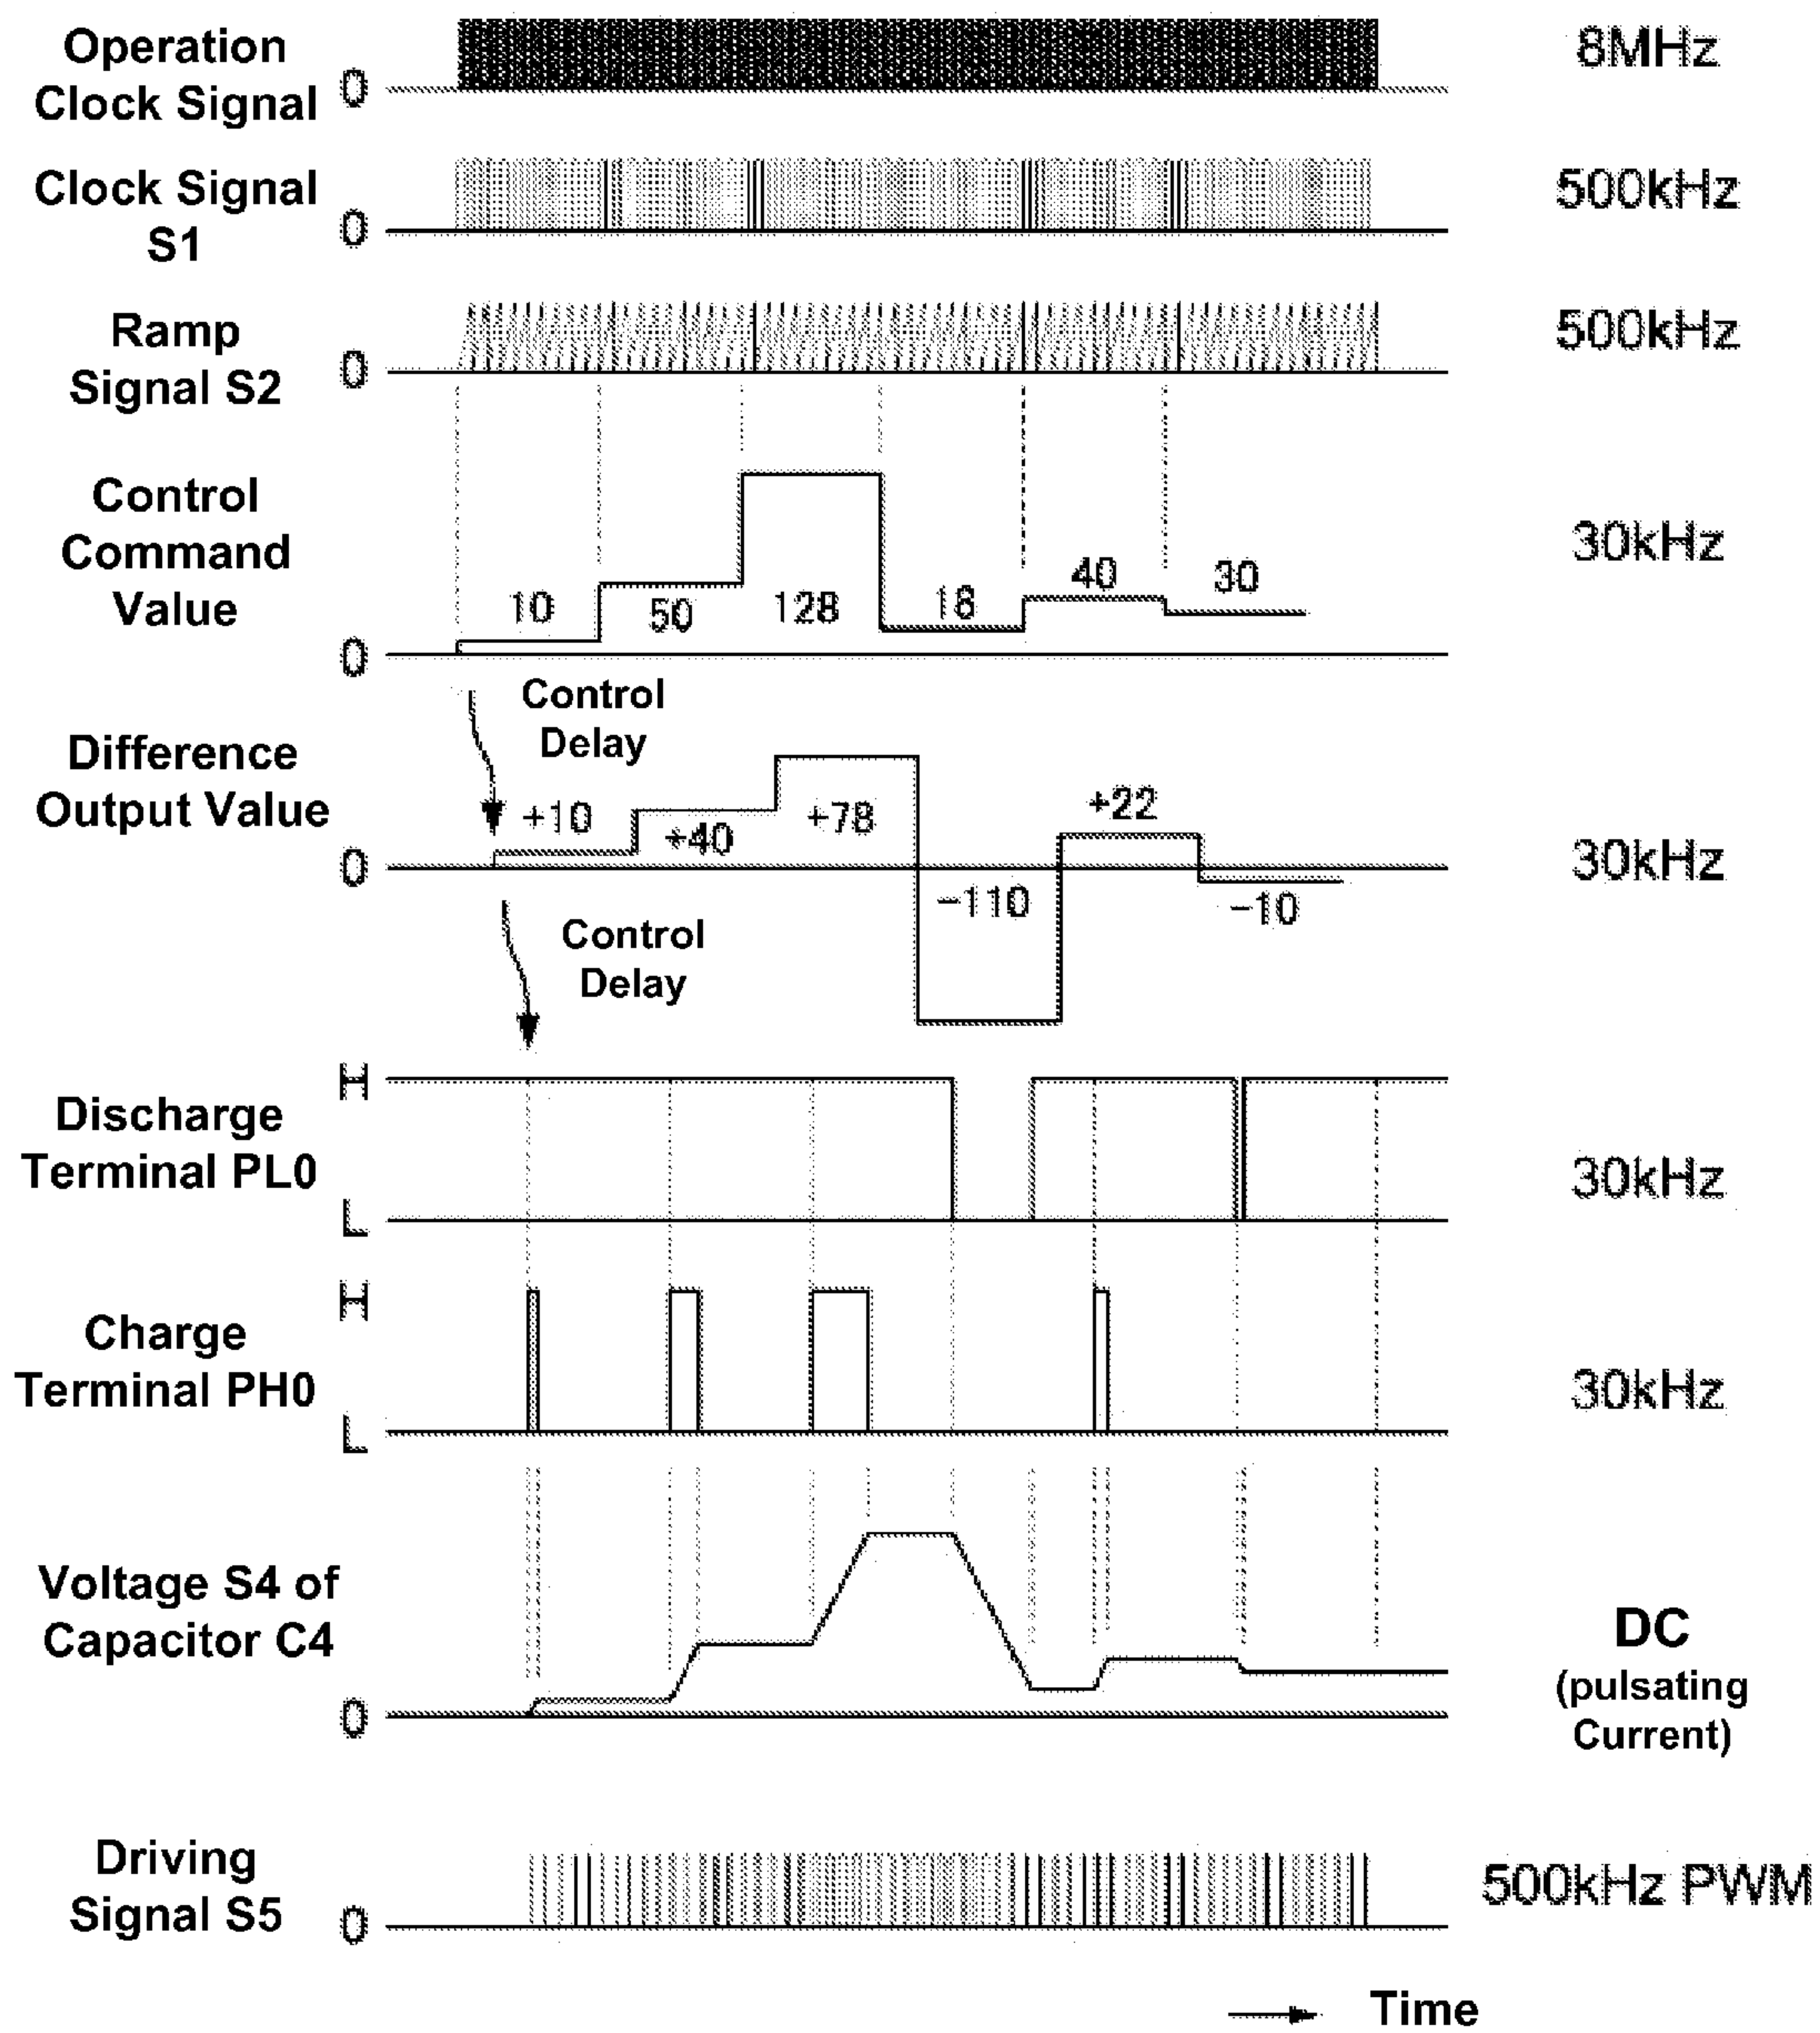 Operation
Clock Signal
0
8MHz
Clock Signal
S1
0
500kHz
Ramp
Signal S2
0
500kHz
Control
Command
Value
0
10
50
128
18
40
30
30kHz
Control
Delay
Difference
Output Value
0
+10
+40
+78
-110
+22
-10
30kHz
Control
Delay
Discharge
Terminal PL0
H
L
30kHz
Charge
Terminal PH0
H
L
30kHz
Voltage S4 of
Capacitor C4
0
DC
(pulsating
Current)
Driving
Signal S5
0
500kHz PWM
Time